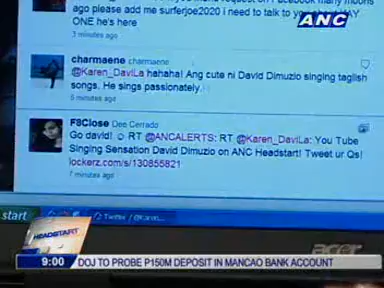 ONE he's here
ago please add me surferjoe2020 i need to talk to you
3 minutes ago
ANC
charmaene charmaene
@Karen_DaviLa hahaha! Ang cute ni David Dimuzio singing taglish
songs. He sings passionately.
5 minutes ago
F8Close Dee Cerrado
Go david! ☺ RT @ANCALERTS: RT @Karen_DaviLa: You Tube
Singing Sensation David Dimuzio on ANC Headstart! Tweet ur Qs!
lockerz.com/s/130855821
7 minutes ago
start
Twitter / @Karen...
HEADSTART
acer
9:00 DOJ TO PROBE P150M DEPOSIT IN MANCAO BANK ACCOUNT